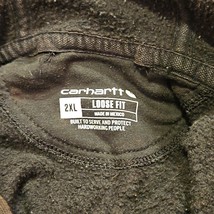 carhartt
2XL LOOSE FIT
MADE IN MEXICO
BUILT TO SERVE AND PROTECT
HARDWORKING PEOPLE.